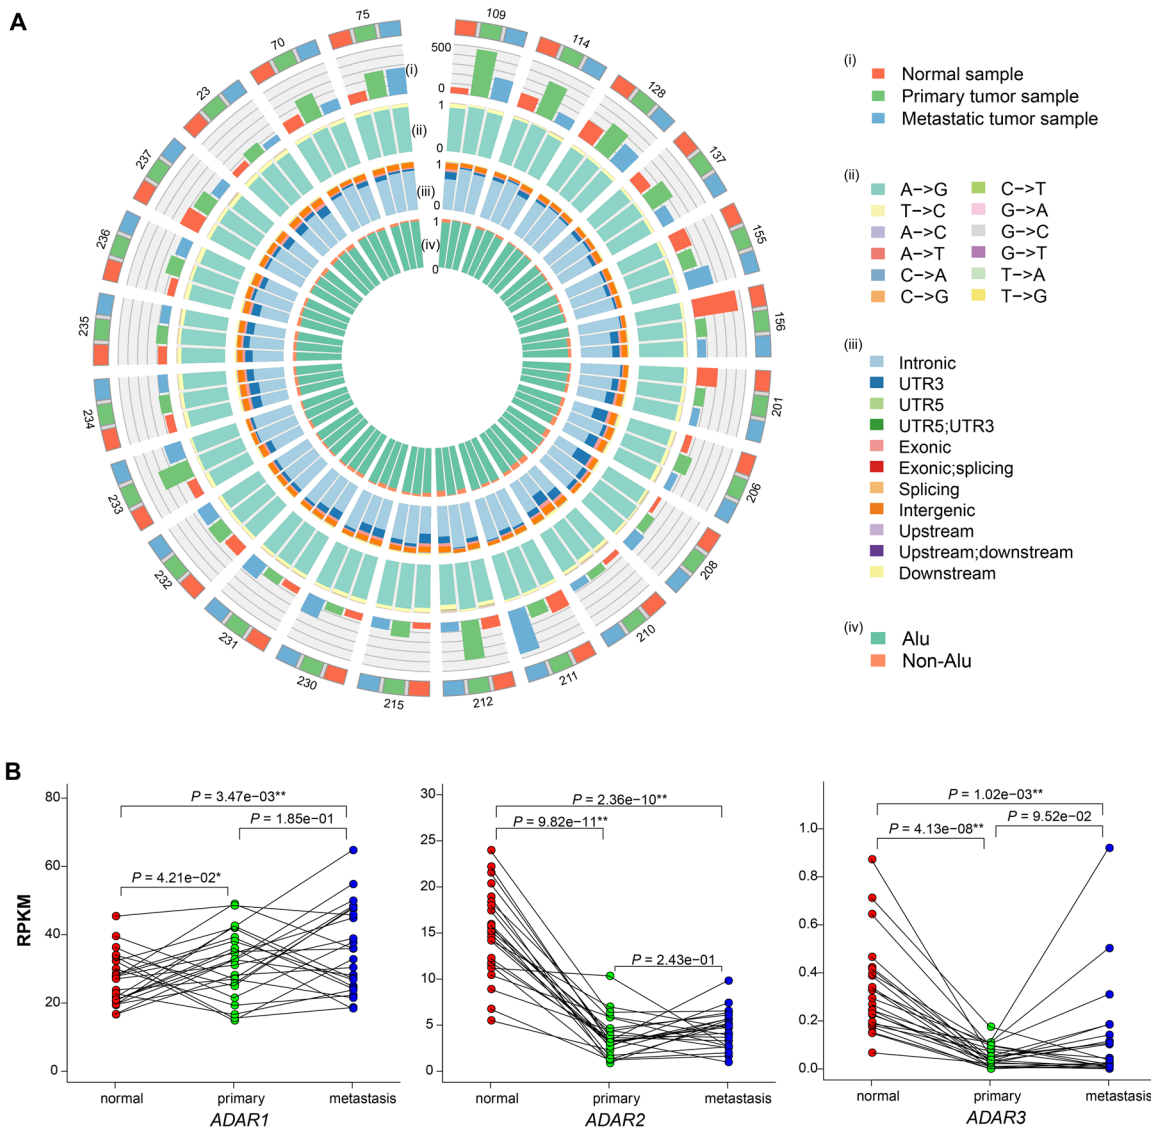 A
75
109
70
114
23
128
237
137
236
155
235
156
234
201
233
206
232
208
231
210
230
211
215
212
500
0
(i)
1
(ii)
0
1
(iii)
0
1
(iv)
0
(i)
Normal sample
Primary tumor sample
Metastatic tumor sample
(ii)
A−>G C−>T
T−>C G−>A
A−>C G−>C
A−>T G−>T
C−>A T−>A
C−>G T−>G
(iii)
Intronic
UTR3
UTR5
UTR5;UTR3
Exonic
Exonic;splicing
Splicing
Intergenic
Upstream
Upstream;downstream
Downstream
(iv)
Alu
Non-Alu
B
RPKM
80
60
40
20
0
P = 3.47e−03**
P = 1.85e−01
P = 4.21e−02*
normal primary metastasis
ADAR1
30
25
20
15
10
5
0
P = 2.36e−10**
P = 9.82e−11**
P = 2.43e−01
normal primary metastasis
ADAR2
1.0
0.8
0.6
0.4
0.2
0.0
P = 1.02e−03**
P = 9.52e−02
P = 4.13e−08**
normal primary metastasis
ADAR3